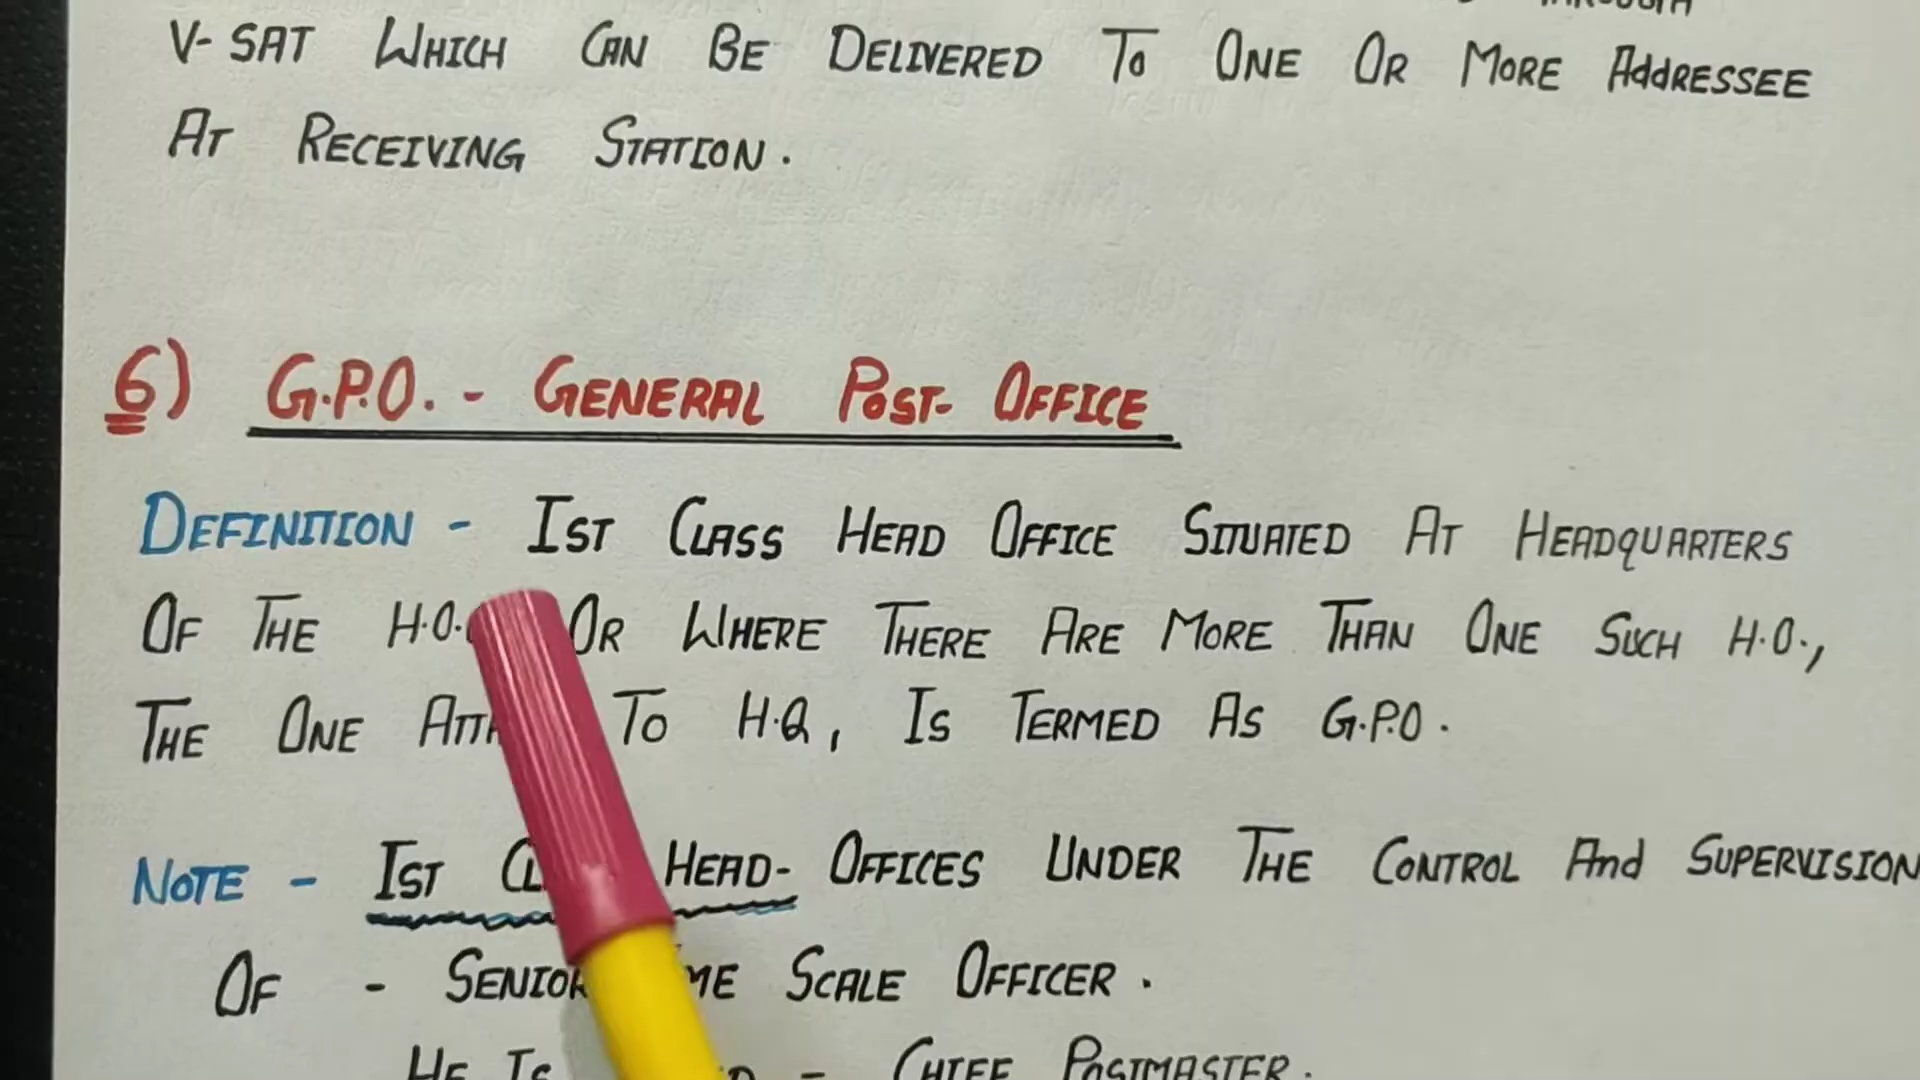 V-SAT WHICH CAN BE DELIVERED TO ONE OR MORE ADDRESSEE
AT RECEIVING STATION.
6) G.P.O. - GENERAL POST- OFFICE
DEFINITION - IST CLASS HEAD OFFICE SITUATED AT HEADQUARTERS
OF THE OR WHERE THERE ARE MORE THAN ONE SUCH H.O.,
THE ONE TO H.Q, IS TERMED AS G.P.O.
NOTE - IST HEAD- OFFICES UNDER THE CONTROL And SUPERVISION
OF - SENIOR SCALE OFFICER.
HE IS - CHIEF POSTMASTER.